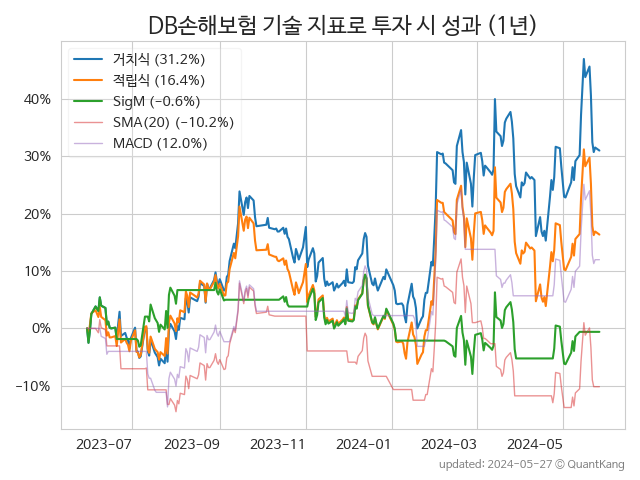 DB손해보험 기술 지표로 투자 시 성과 (1년)
거치식 (31.2%)
적립식 (16.4%)
SigM (−0.6%)
SMA(20) (−10.2%)
MACD (12.0%)
40%
30%
20%
10%
0%
−10%
2023−07 2023−09 2023−11 2024−01 2024−03 2024−05
updated: 2024−05−27 © QuantKang